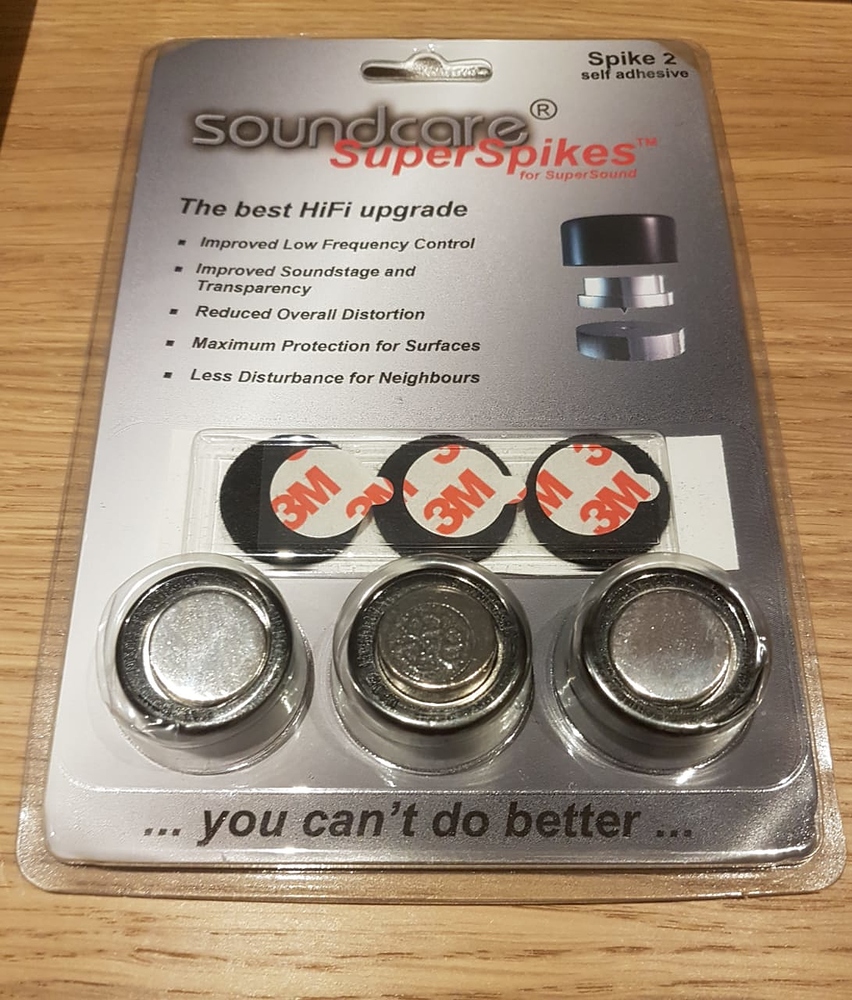 Spike 2
self adhesive
soundcare®
SuperSpikes™
for SuperSound
The best HiFi upgrade
▪ Improved Low Frequency Control
▪ Improved Soundstage and
Transparency
▪ Reduced Overall Distortion
▪ Maximum Protection for Surfaces
▪ Less Disturbance for Neighbours
3M 3M 3M 3M 3M
... you can't do better ...